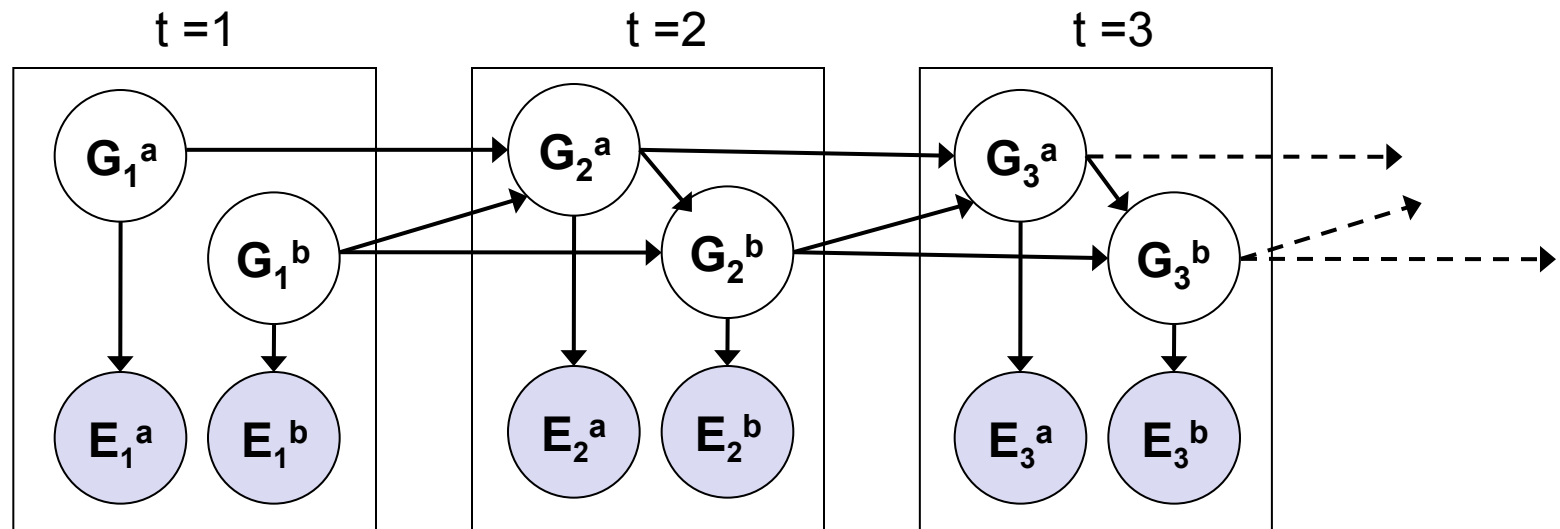 t =1 t =2 t =3
G₁ᵃ G₂ᵃ G₃ᵃ
G₁ᵇ G₂ᵇ G₃ᵇ
E₁ᵃ E₁ᵇ E₂ᵃ E₂ᵇ E₃ᵃ E₃ᵇ